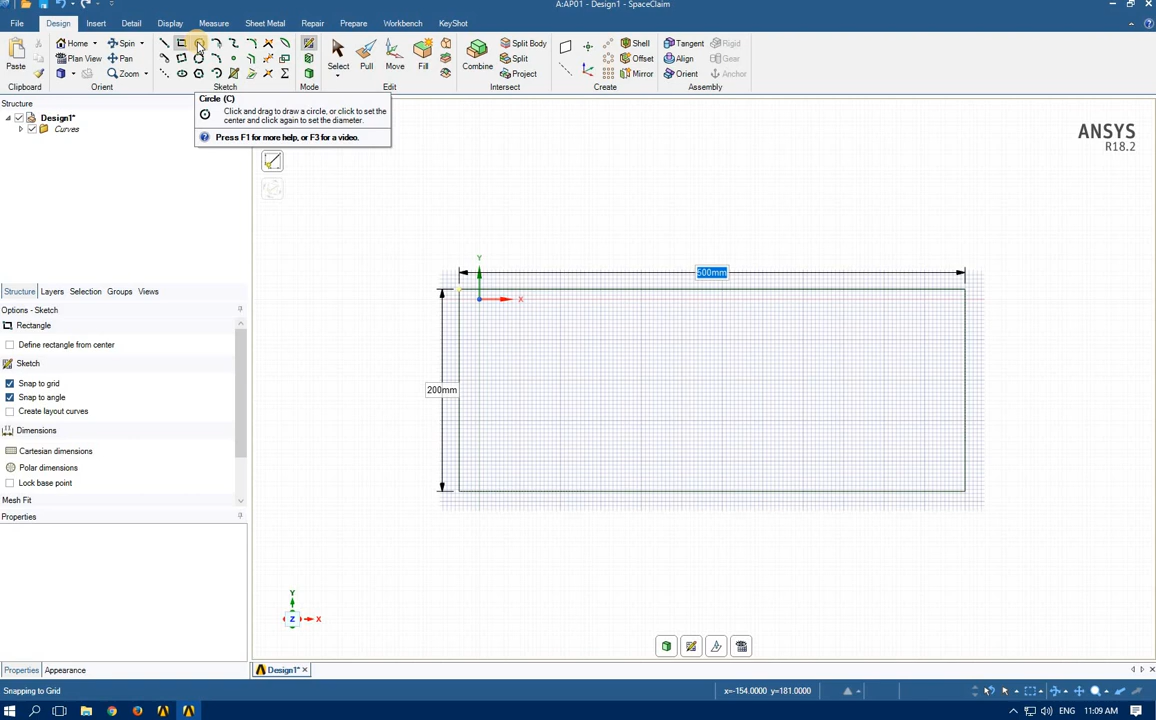 A:AP01 - Design1 - SpaceClaim
File Design Insert Detail Display Measure Sheet Metal Repair Prepare Workbench KeyShot
Paste
Home Spin
Plan View Pan
Zoom
Select Pull Move Fill
Combine
Split Body
Split
Project
Shell
Offset
Mirror
Tangent Rigid
Align Gear
Orient Anchor
Clipboard Orient Sketch Mode Edit Intersect Create Assembly
Structure
Design1*
Curves
Circle (C)
Click and drag to draw a circle, or click to set the
center and click again to set the diameter.
Press F1 for more help, or F3 for a video.
ANSYS
R18.2
500mm
Y
X
200mm
Structure Layers Selection Groups Views
Options - Sketch
Rectangle
Define rectangle from center
Sketch
Snap to grid
Snap to angle
Create layout curves
Dimensions
Cartesian dimensions
Polar dimensions
Lock base point
Mesh Fit
Properties
Y
Z X
Properties Appearance
Design1*
Snapping to Grid
x=-154.0000 y=181.0000
ENG 11:09 AM